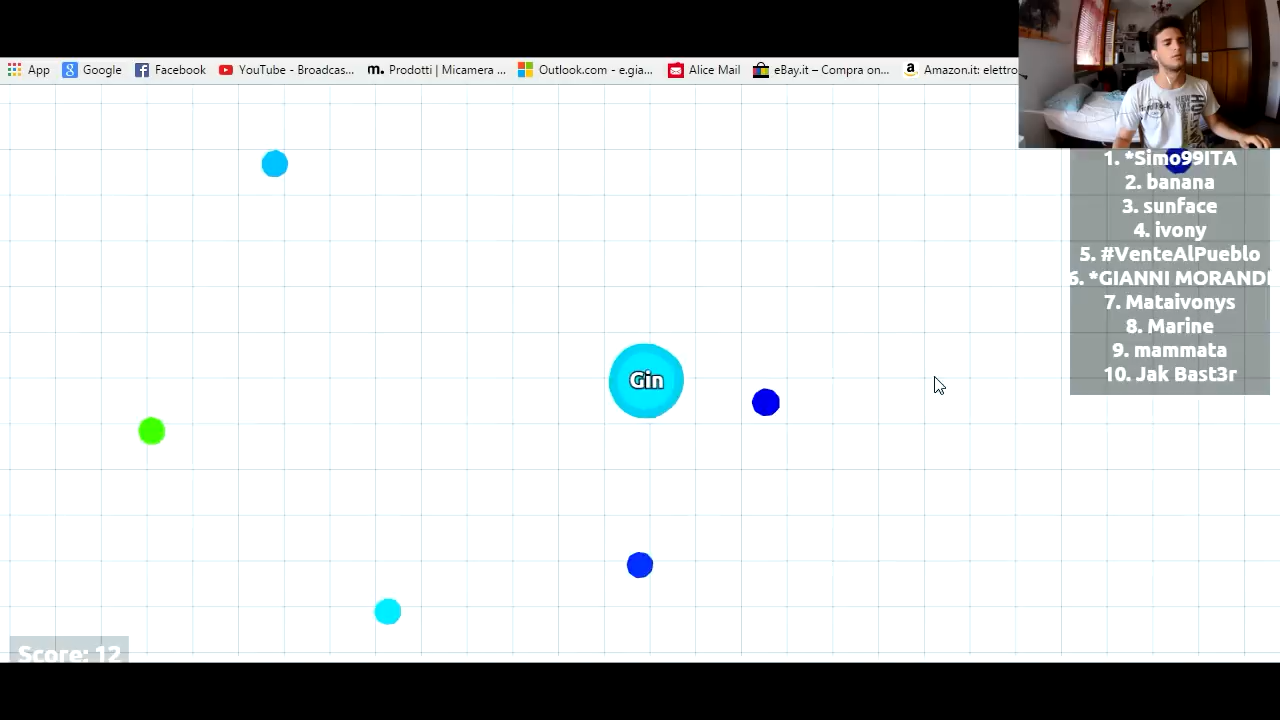 App Google Facebook YouTube - Broadcas... Prodotti | Micamera ... Outlook.com - e.gia... Alice Mail eBay.it – Compra on... Amazon.it: elettro
1. *Simo99ITA
2. banana
3. sunface
4. ivony
5. #VenteAlPueblo
6. *GIANNI MORANDI
7. Mataivonys
8. Marine
9. mammata
10. Jak Bast3r
Gin
Score: 12